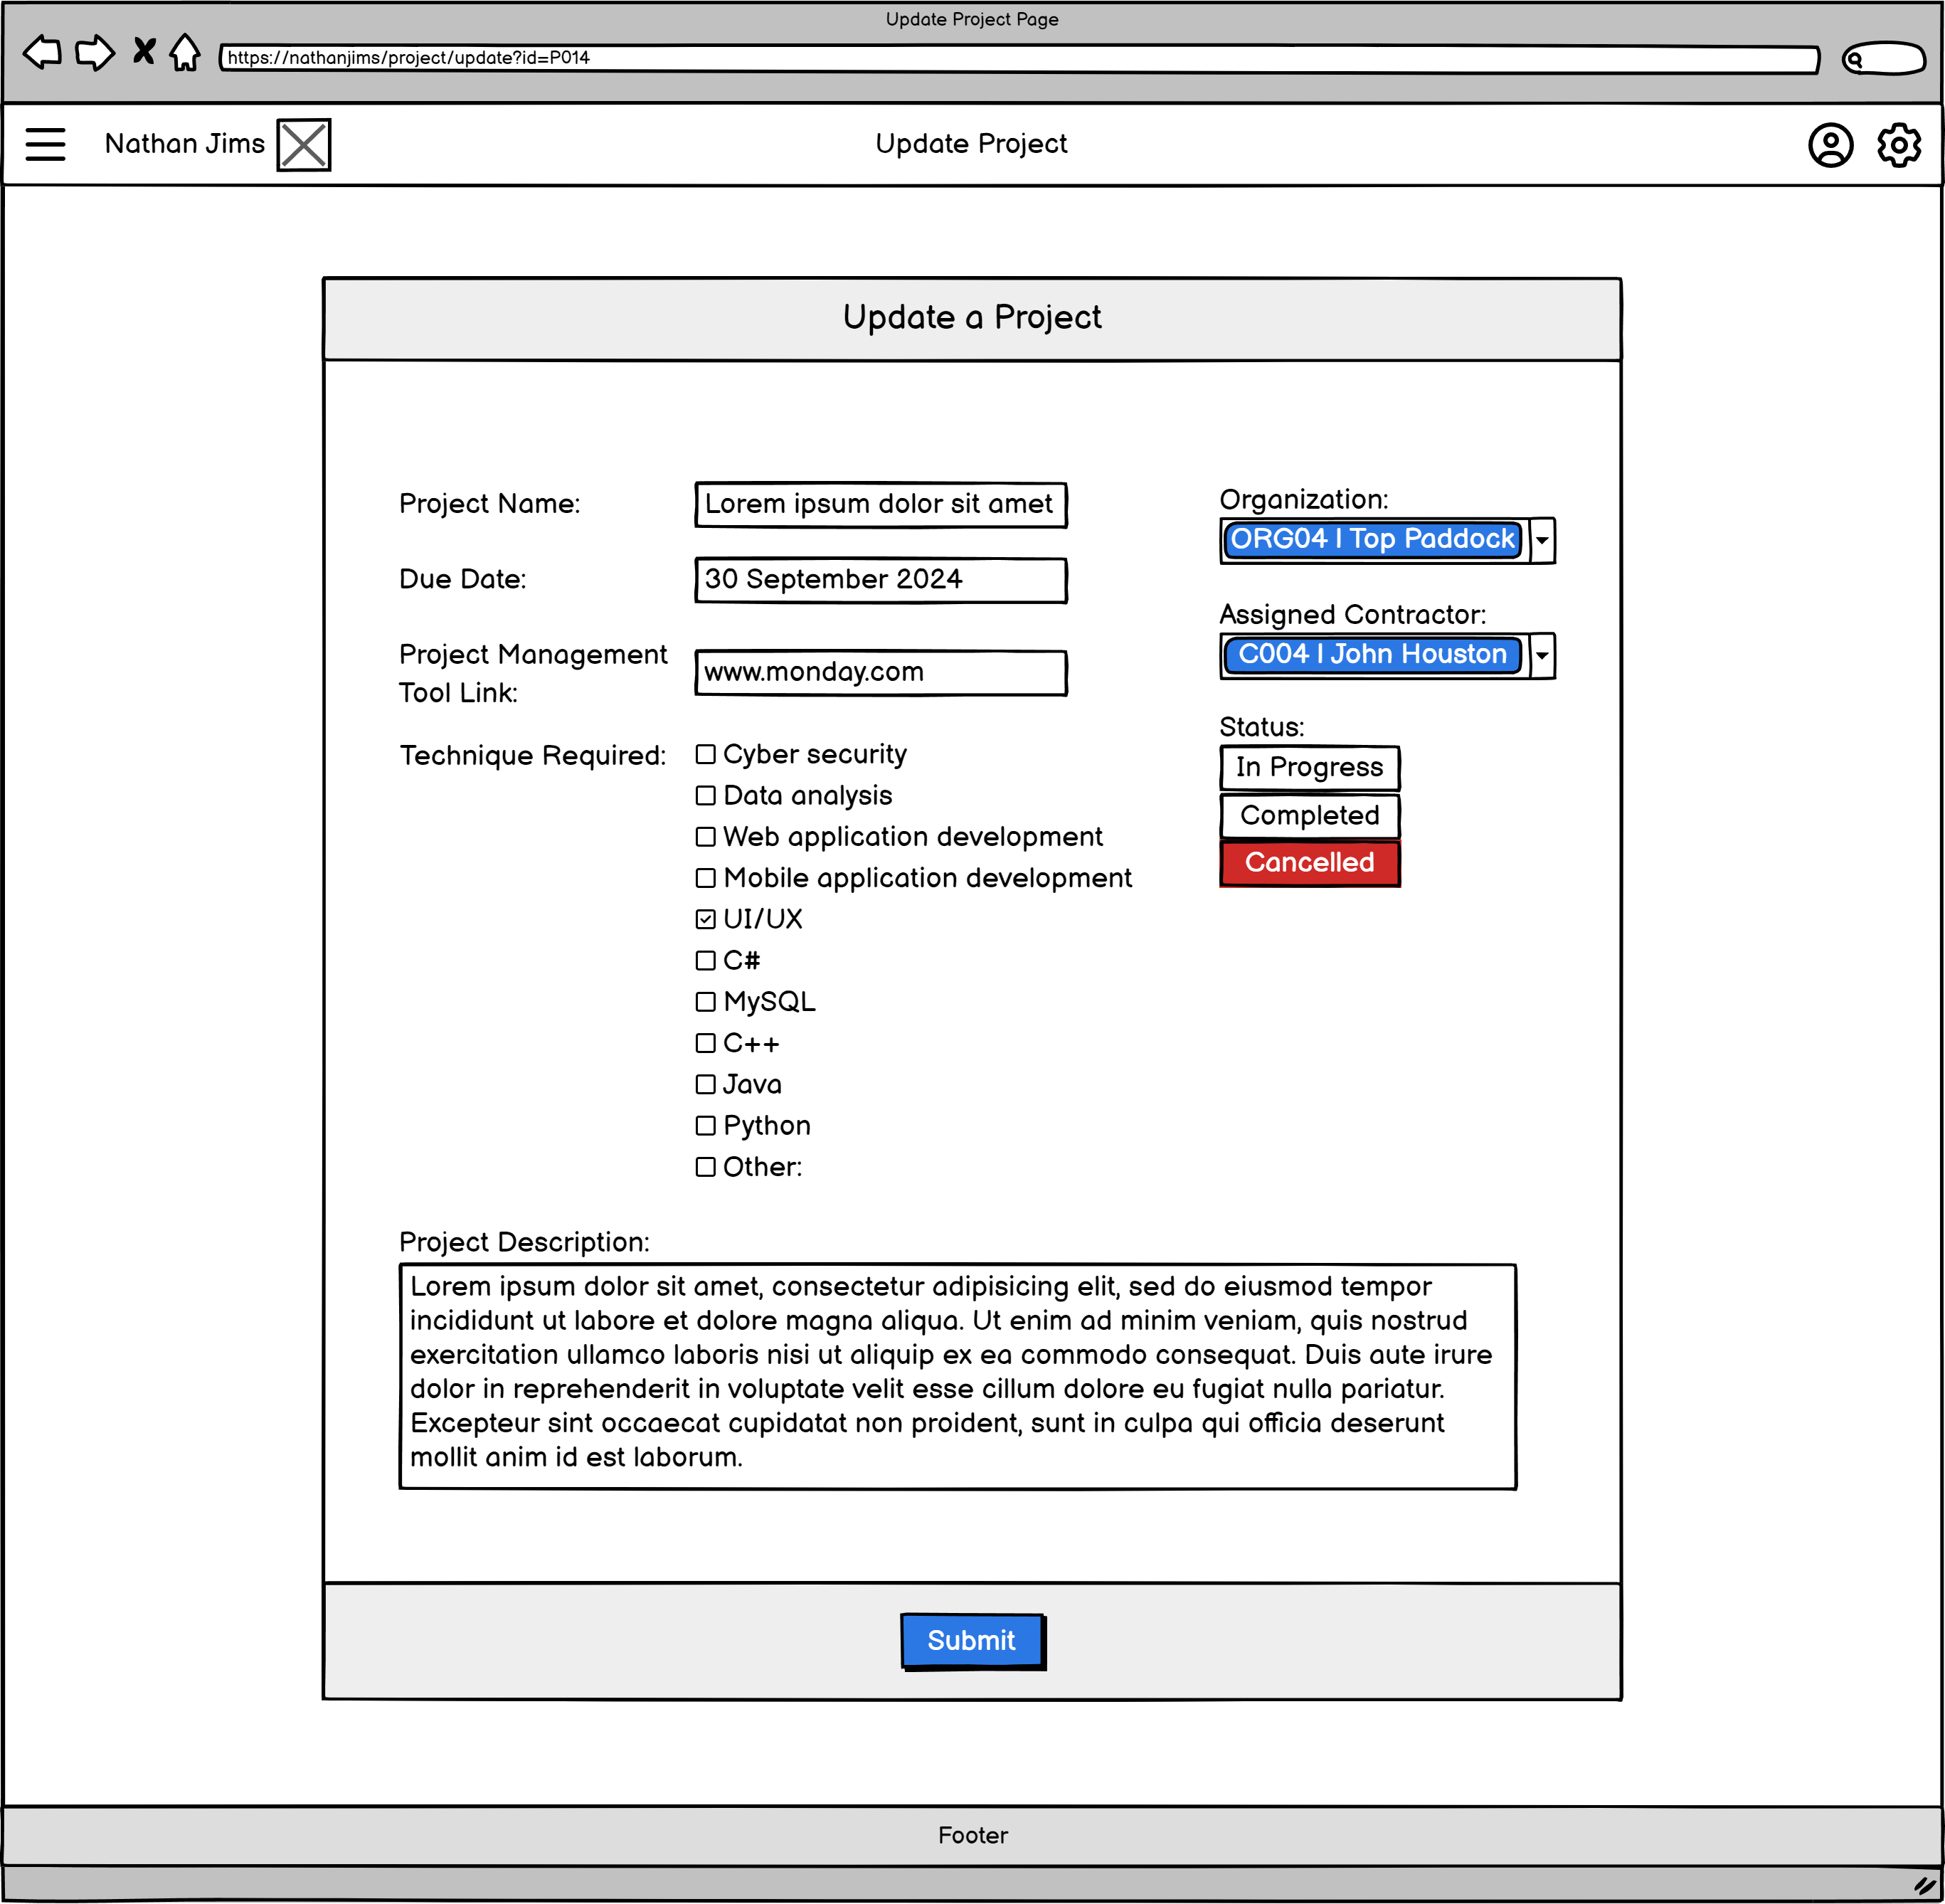 Update Project Page
https://nathanjims/project/update?id=P014
Nathan Jims
Update Project
Update a Project
Project Name:
Lorem ipsum dolor sit amet
Due Date:
30 September 2024
Project Management
Tool Link:
www.monday.com
Technique Required:
Cyber security
Data analysis
Web application development
Mobile application development
UI/UX
C#
MySQL
C++
Java
Python
Other:
Organization:
ORG04 | Top Paddock
Assigned Contractor:
C004 | John Houston
Status:
In Progress
Completed
Cancelled
Project Description:
Lorem ipsum dolor sit amet, consectetur adipisicing elit, sed do eiusmod tempor
incididunt ut labore et dolore magna aliqua. Ut enim ad minim veniam, quis nostrud
exercitation ullamco laboris nisi ut aliquip ex ea commodo consequat. Duis aute irure
dolor in reprehenderit in voluptate velit esse cillum dolore eu fugiat nulla pariatur.
Excepteur sint occaecat cupidatat non proident, sunt in culpa qui officia deserunt
mollit anim id est laborum.
Submit
Footer